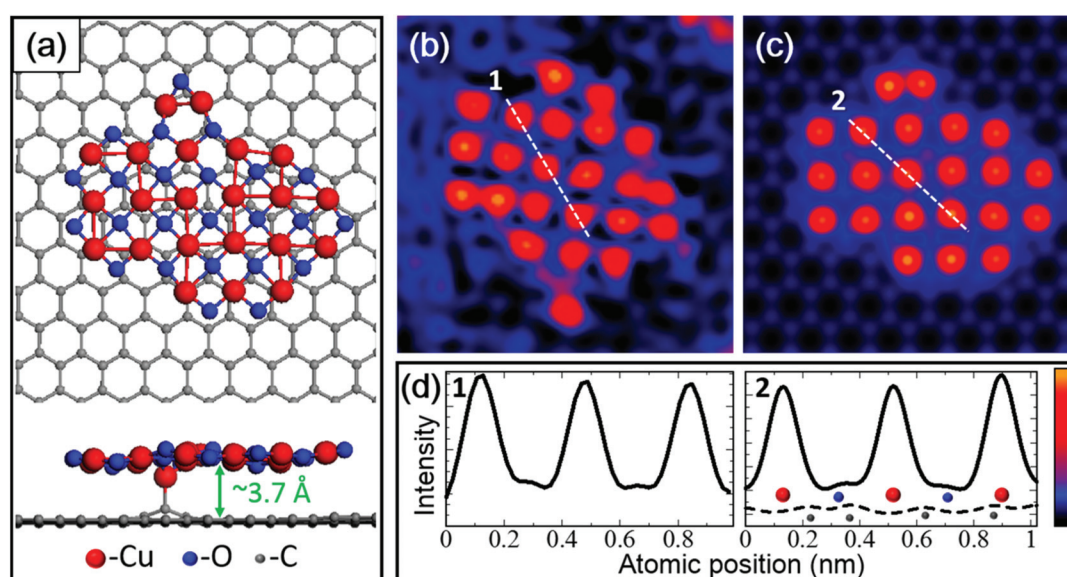 (a)
~3.7 Å
-Cu -O -C
(b)
1
(c)
2
(d)
1
2
Intensity
0 0.2 0.4 0.6 0.8 0 0.2 0.4 0.6 0.8 1
Atomic position (nm)